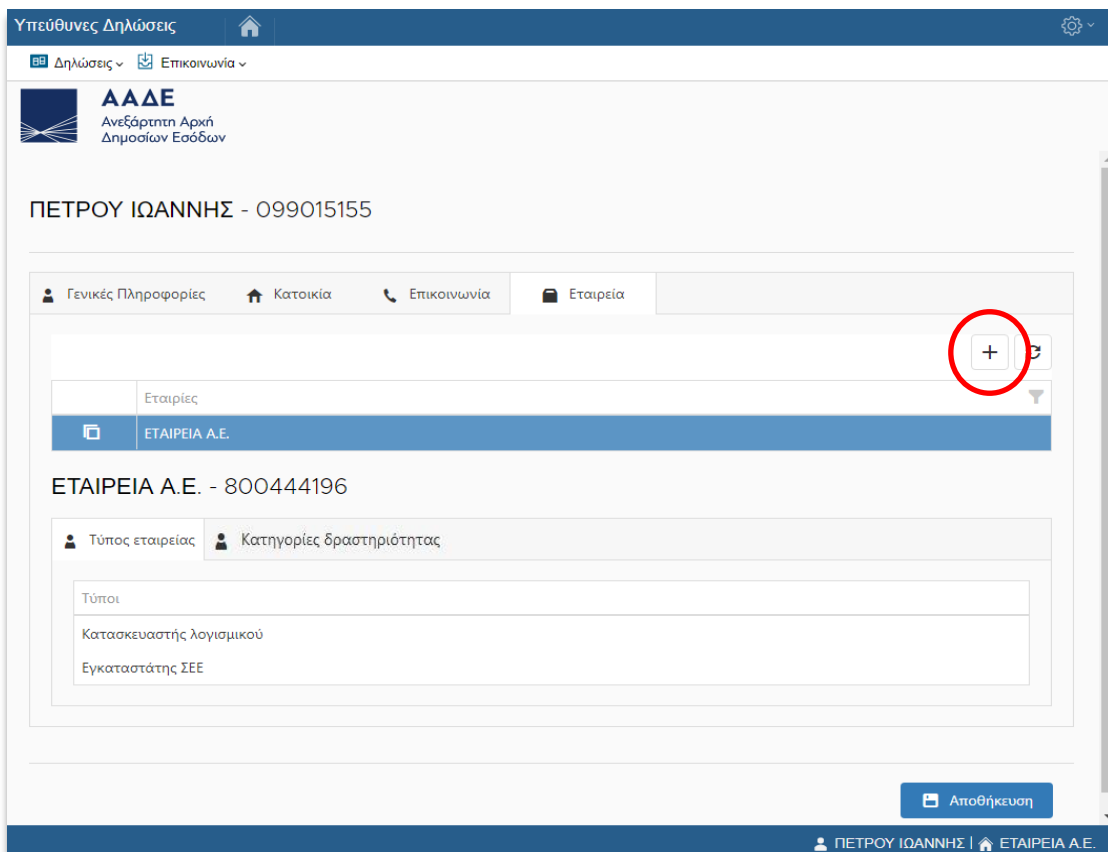 Υπεύθυνες Δηλώσεις
Δηλώσεις Επικοινωνία
ΑΑΔΕ
Ανεξάρτητη Αρχή
Δημοσίων Εσόδων
ΠΕΤΡΟΥ ΙΩΑΝΝΗΣ - 099015155
Γενικές Πληροφορίες Κατοικία Επικοινωνία Εταιρεία
Εταιρίες
ΕΤΑΙΡΕΙΑ Α.Ε.
ΕΤΑΙΡΕΙΑ Α.Ε. - 800444196
Τύπος εταιρείας Κατηγορίες δραστηριότητας
Τύποι
Κατασκευαστής λογισμικού
Εγκαταστάτης ΣΕΕ
Αποθήκευση
ΠΕΤΡΟΥ ΙΩΑΝΝΗΣ | ΕΤΑΙΡΕΙΑ Α.Ε.